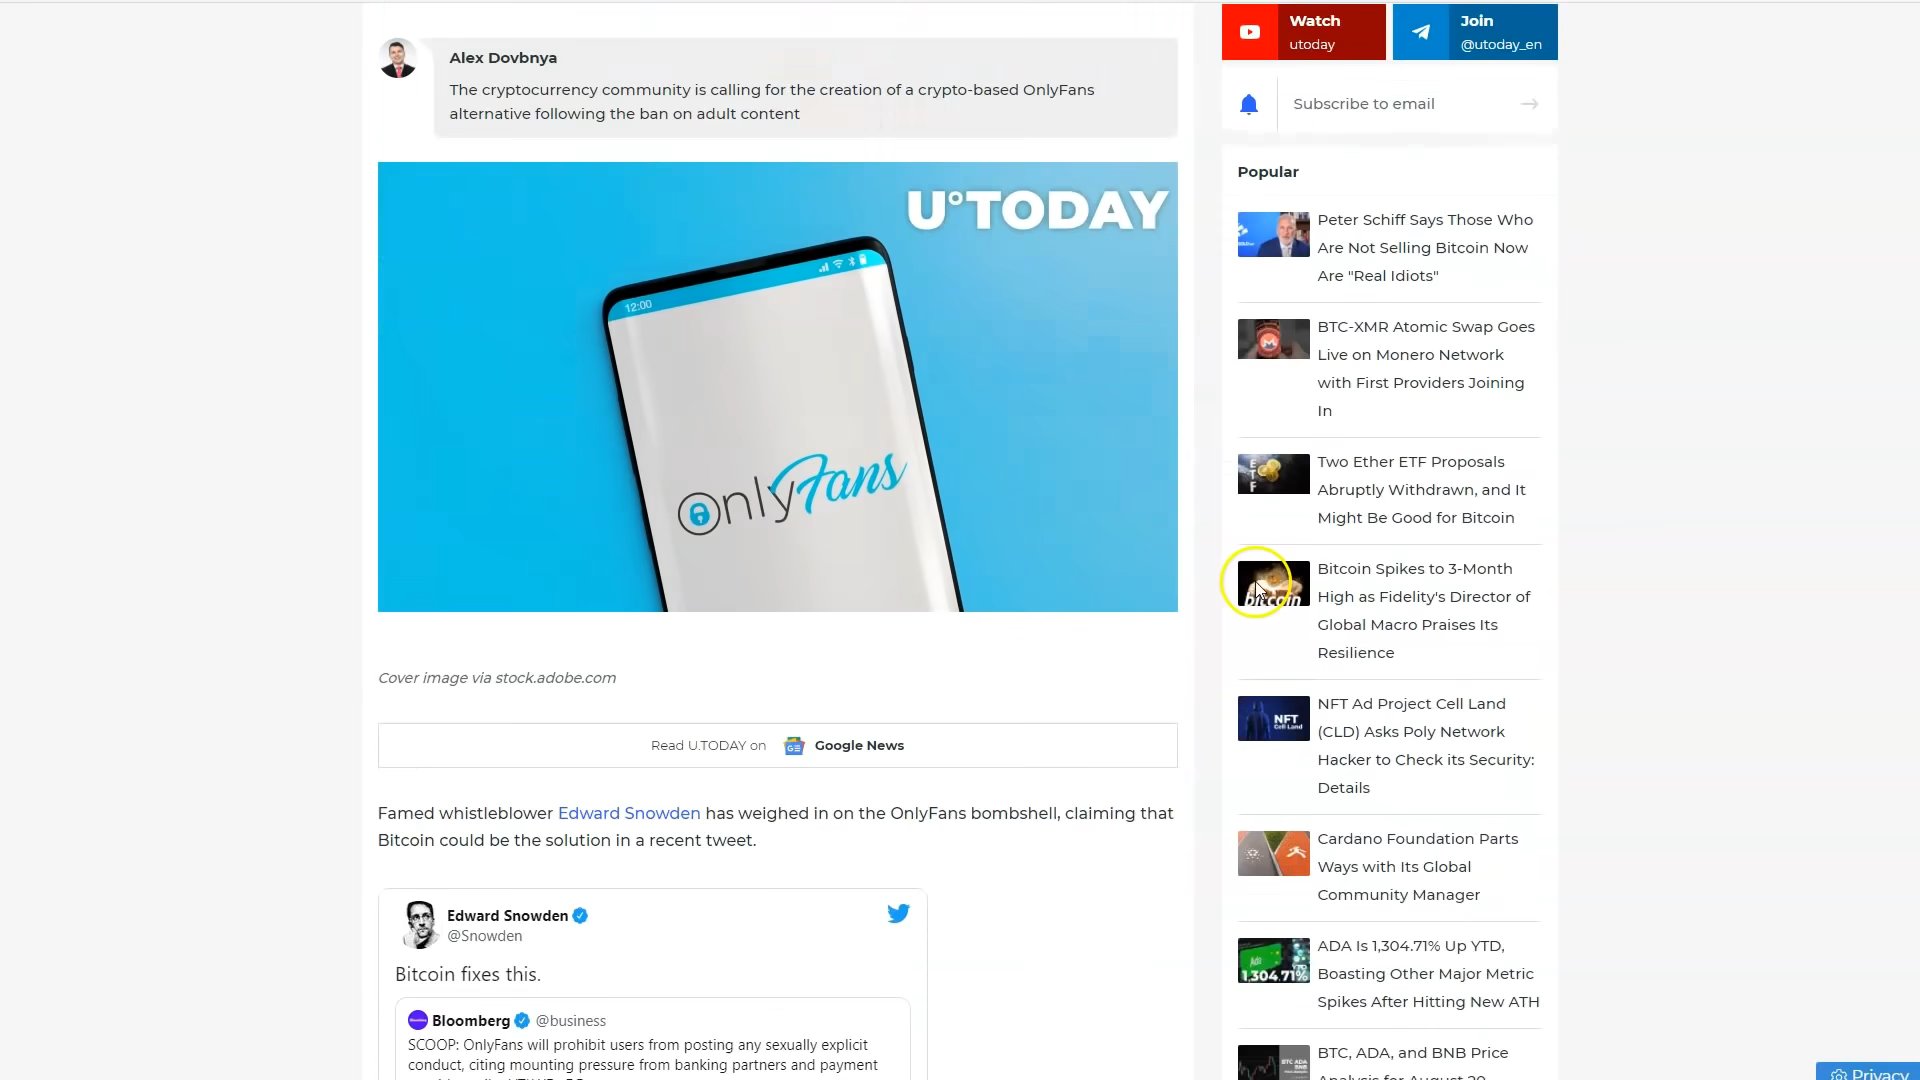 Alex Dovbnya
The cryptocurrency community is calling for the creation of a crypto-based OnlyFans
alternative following the ban on adult content
U°TODAY
12:00
OnlyFans
Cover image via stock.adobe.com
Read U.TODAY on Google News
Famed whistleblower Edward Snowden has weighed in on the OnlyFans bombshell, claiming that
Bitcoin could be the solution in a recent tweet.
Edward Snowden
@Snowden
Bitcoin fixes this.
Bloomberg @business
SCOOP: OnlyFans will prohibit users from posting any sexually explicit
conduct, citing mounting pressure from banking partners and payment
Watch
utoday
Join
@utoday_en
Subscribe to email
Popular
Peter Schiff Says Those Who
Are Not Selling Bitcoin Now
Are "Real Idiots"
BTC-XMR Atomic Swap Goes
Live on Monero Network
with First Providers Joining
In
ETF
Two Ether ETF Proposals
Abruptly Withdrawn, and It
Might Be Good for Bitcoin
bitcoin
Bitcoin Spikes to 3-Month
High as Fidelity's Director of
Global Macro Praises Its
Resilience
NFT
Cell Land
NFT Ad Project Cell Land
(CLD) Asks Poly Network
Hacker to Check its Security:
Details
Cardano Foundation Parts
Ways with Its Global
Community Manager
1,304.71%
ADA Is 1,304.71% Up YTD,
Boasting Other Major Metric
Spikes After Hitting New ATH
BTC, ADA, and BNB Price
Analysis for August 20
Privacy